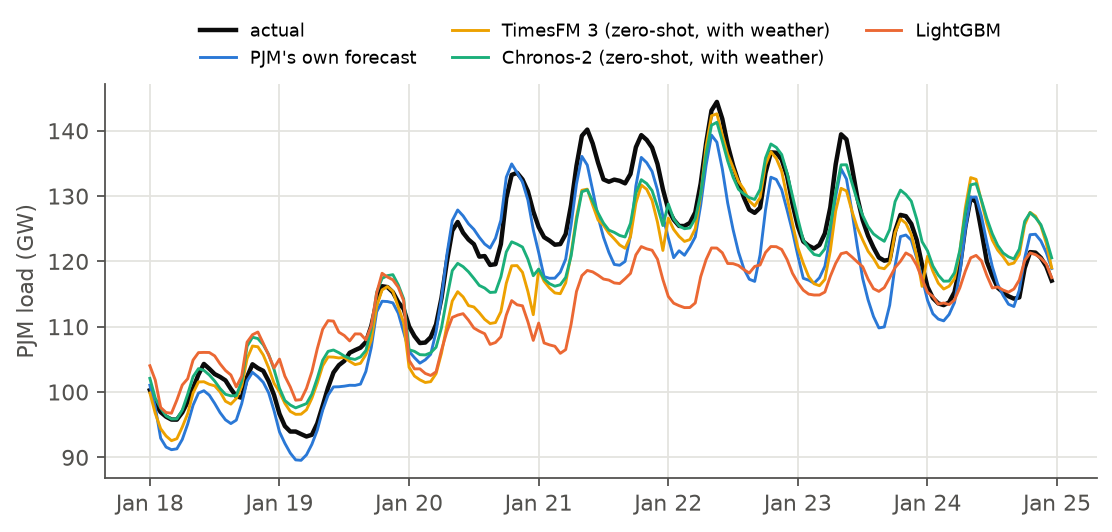 actual
TimesFM 3 (zero-shot, with weather)
LightGBM
PJM's own forecast
Chronos-2 (zero-shot, with weather)
PJM load (GW)
140
130
120
110
100
90
Jan 18
Jan 19
Jan 20
Jan 21
Jan 22
Jan 23
Jan 24
Jan 25